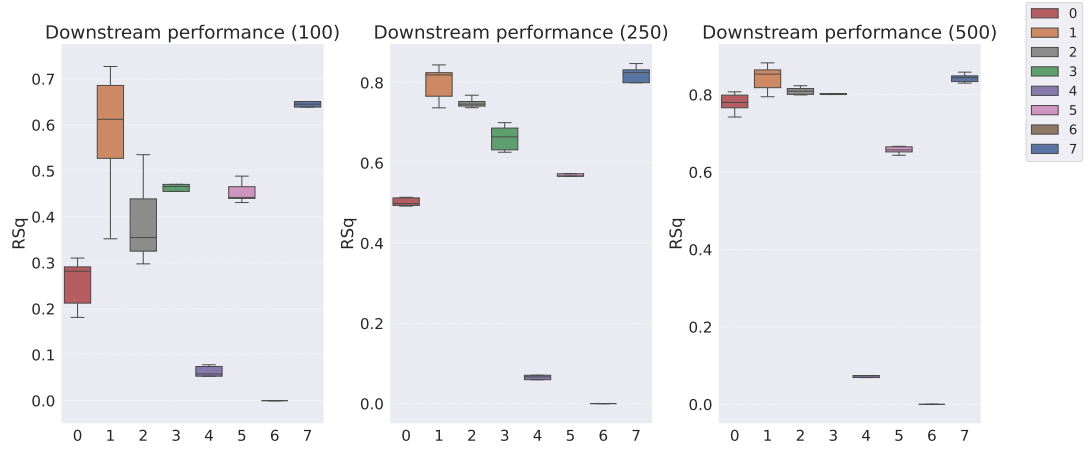 Downstream performance (100)
Downstream performance (250)
Downstream performance (500)
0
1
2
3
4
5
6
7
RSq
0.7
0.6
0.5
0.4
0.3
0.2
0.1
0.0
0 1 2 3 4 5 6 7
RSq
0.8
0.6
0.4
0.2
0.0
0 1 2 3 4 5 6 7
RSq
0.8
0.6
0.4
0.2
0.0
0 1 2 3 4 5 6 7